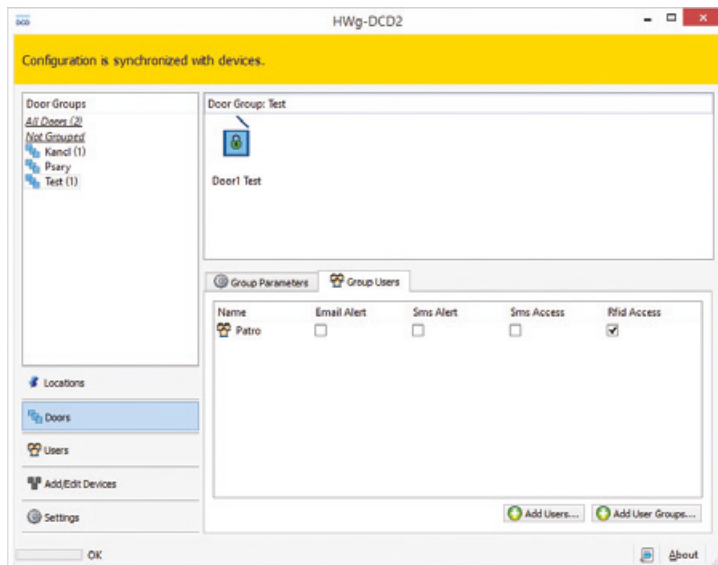 DCD
HWg-DCD2
Configuration is synchronized with devices.
Door Groups
All Doors (2)
Not Grouped
Kancl (1)
Psary
Test (1)
Door Group: Test
Door1 Test
Group Parameters
Group Users
Name Email Alert Sms Alert Sms Access Rfid Access
Patro
Locations
Doors
Users
Add/Edit Devices
Settings
Add Users...
Add User Groups...
OK
About